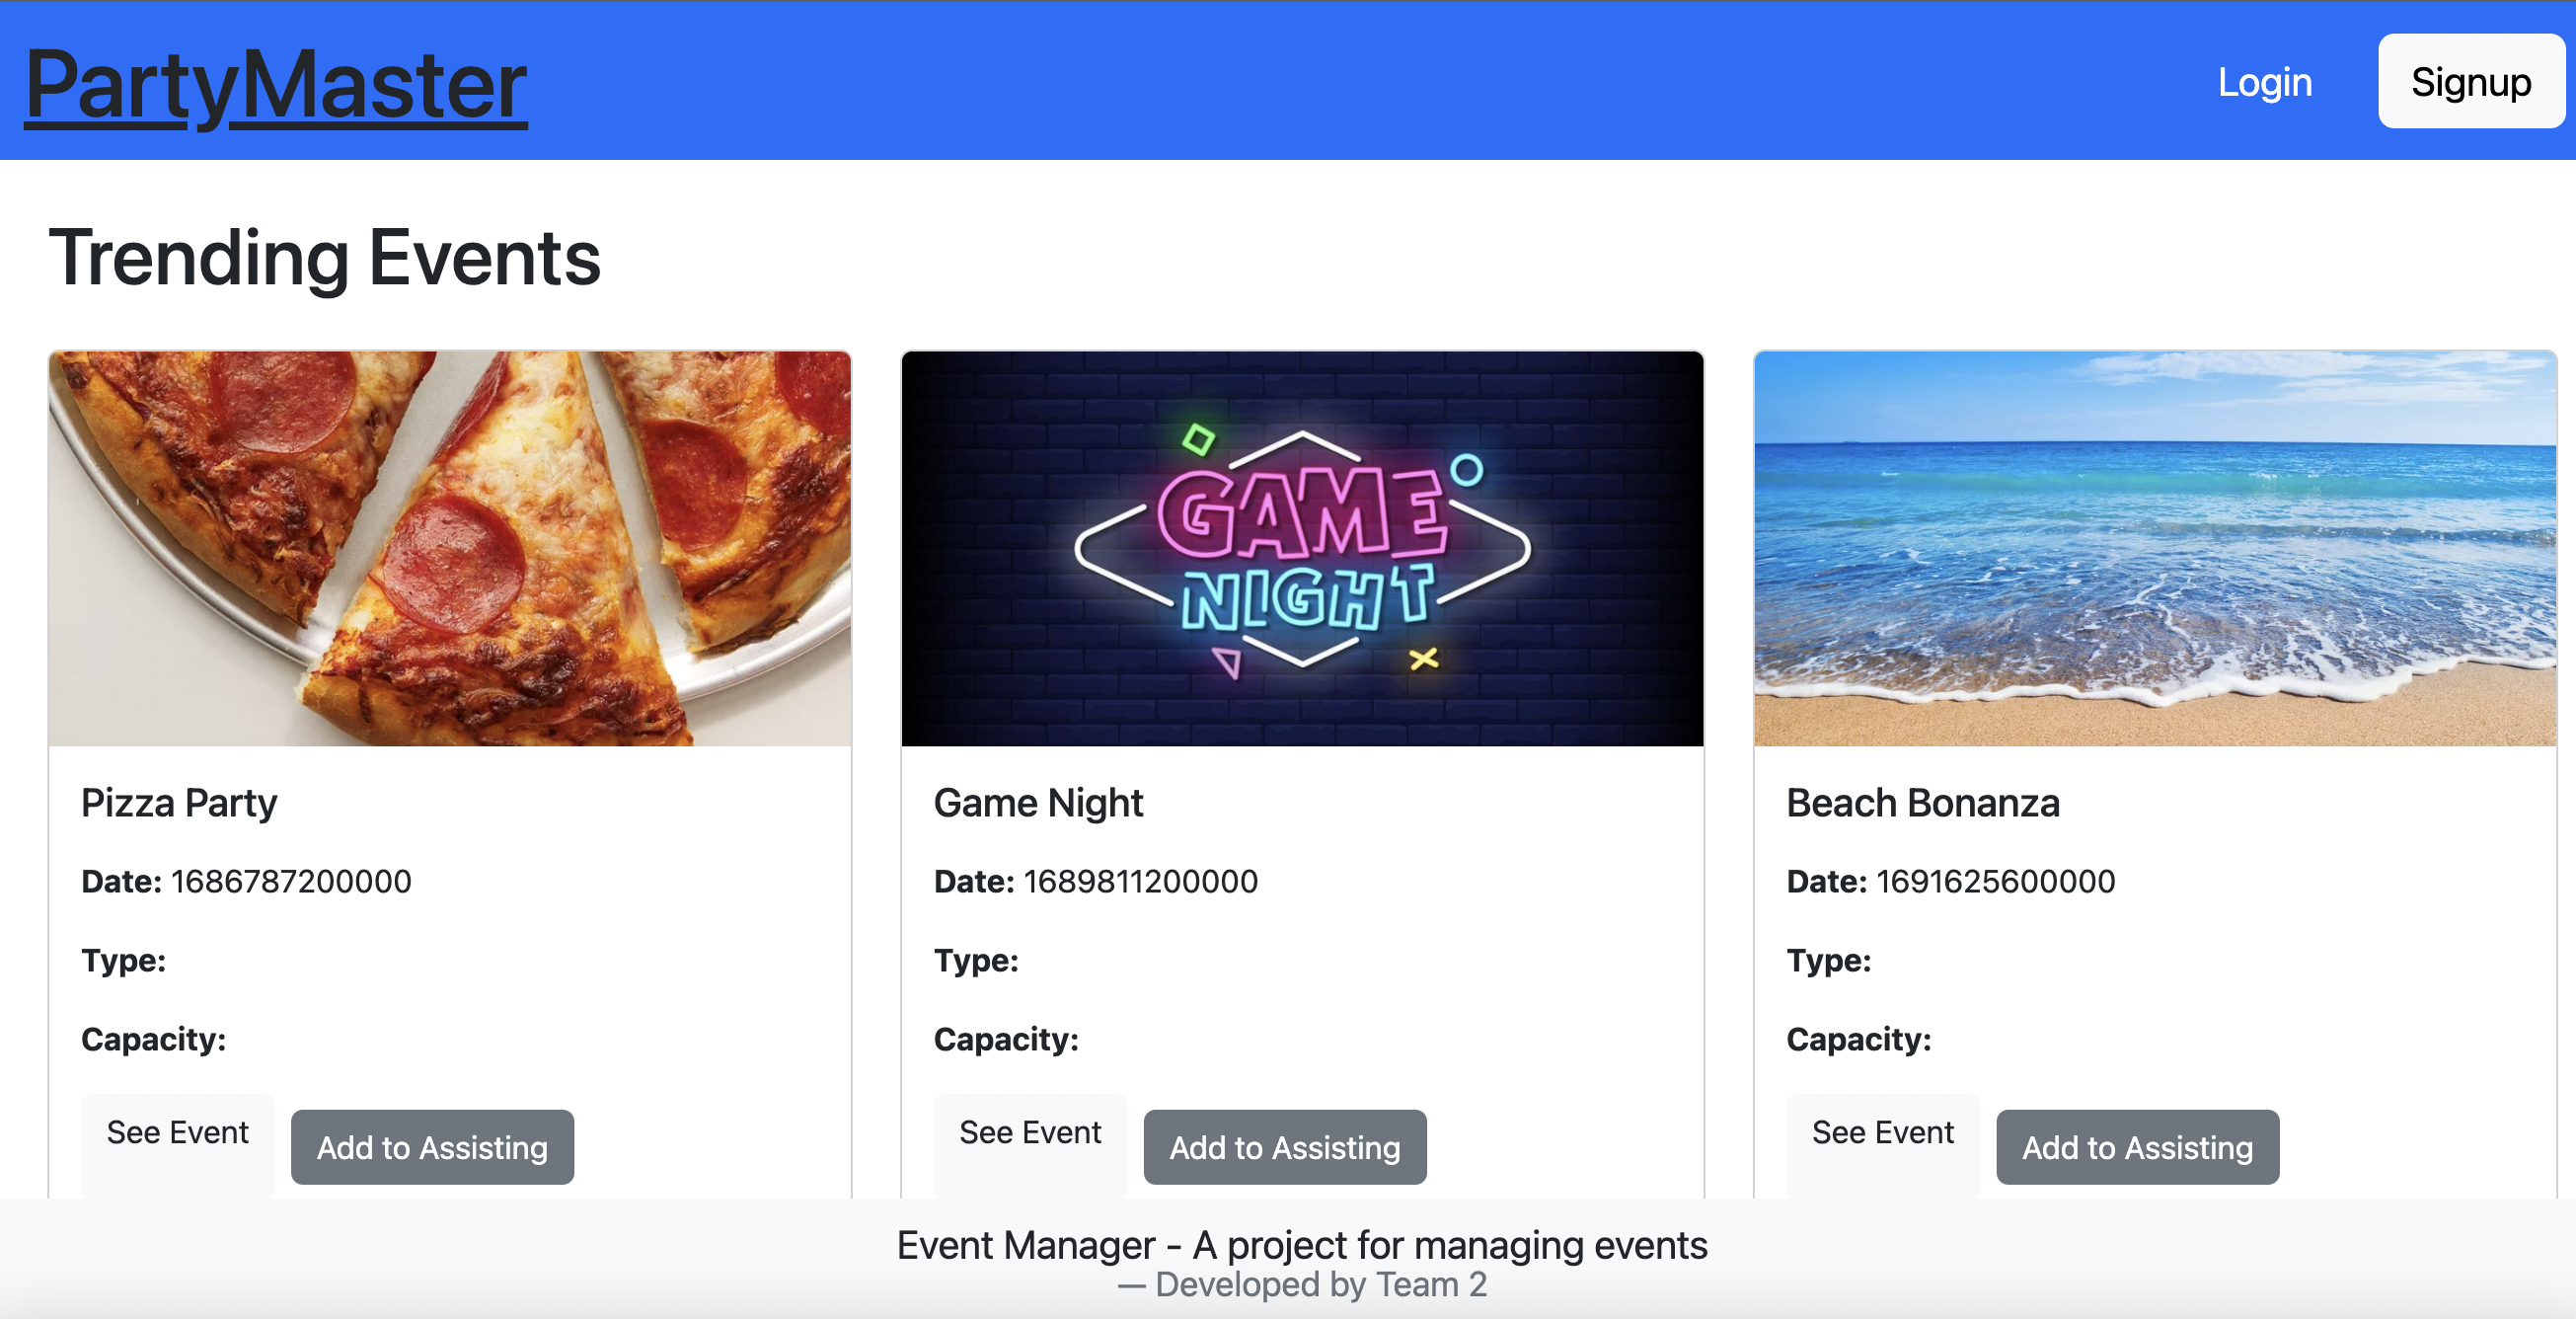 PartyMaster
Login
Signup
Trending Events
GAME
NIGHT
Pizza Party
Date: 1686787200000
Type:
Capacity:
See Event
Add to Assisting
Game Night
Date: 1689811200000
Type:
Capacity:
See Event
Add to Assisting
Beach Bonanza
Date: 1691625600000
Type:
Capacity:
See Event
Add to Assisting
Event Manager - A project for managing events
— Developed by Team 2